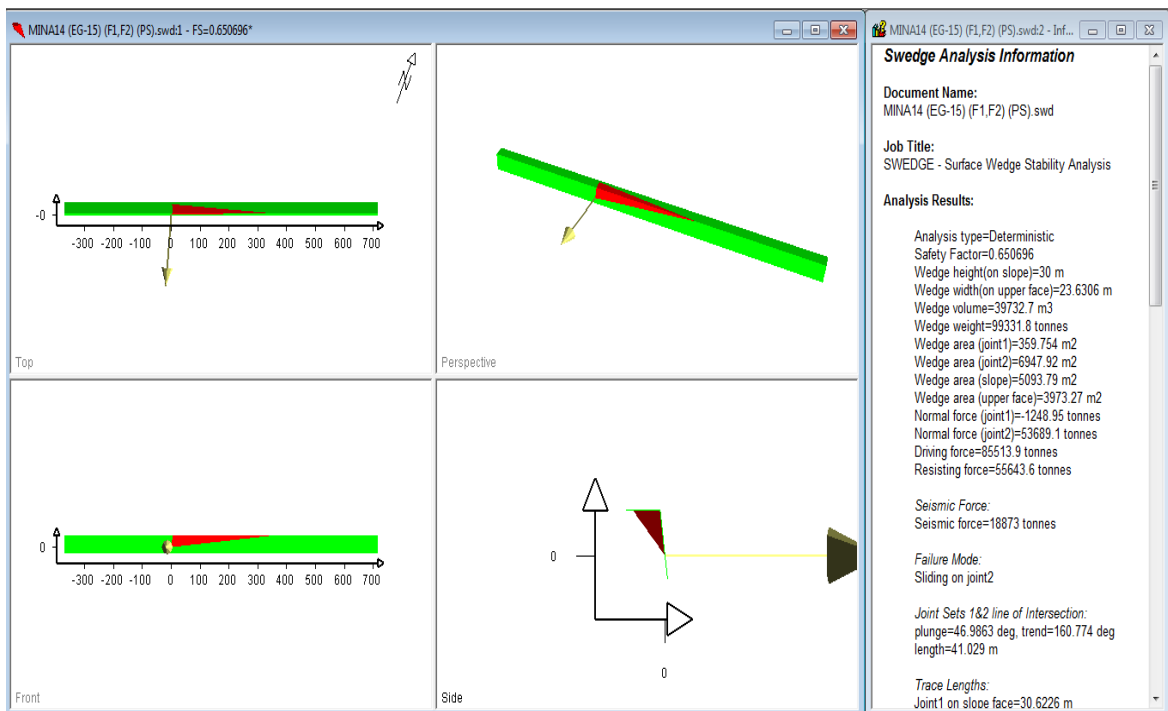 MINA14 (EG-15) (F1,F2) (PS).swd:1 - FS=0.650696*
N
-0
-300 -200 -100 0 100 200 300 400 500 600 700
Top
Perspective
0
-300 -200 -100 0 100 200 300 400 500 600 700
Front
0
0
Side
MINA14 (EG-15) (F1,F2) (PS).swd:2 - Inf...
Swedge Analysis Information
Document Name:
MINA14 (EG-15) (F1,F2) (PS).swd
Job Title:
SWEDGE - Surface Wedge Stability Analysis
Analysis Results:
Analysis type=Deterministic
Safety Factor=0.650696
Wedge height(on slope)=30 m
Wedge width(on upper face)=23.6306 m
Wedge volume=39732.7 m3
Wedge weight=99331.8 tonnes
Wedge area (joint1)=359.754 m2
Wedge area (joint2)=6947.92 m2
Wedge area (slope)=5093.79 m2
Wedge area (upper face)=3973.27 m2
Normal force (joint1)=-1248.95 tonnes
Normal force (joint2)=53689.1 tonnes
Driving force=85513.9 tonnes
Resisting force=55643.6 tonnes
Seismic Force:
Seismic force=18873 tonnes
Failure Mode:
Sliding on joint2
Joint Sets 1&2 line of Intersection:
plunge=46.9863 deg, trend=160.774 deg
length=41.029 m
Trace Lengths:
Joint1 on slope face=30.6226 m